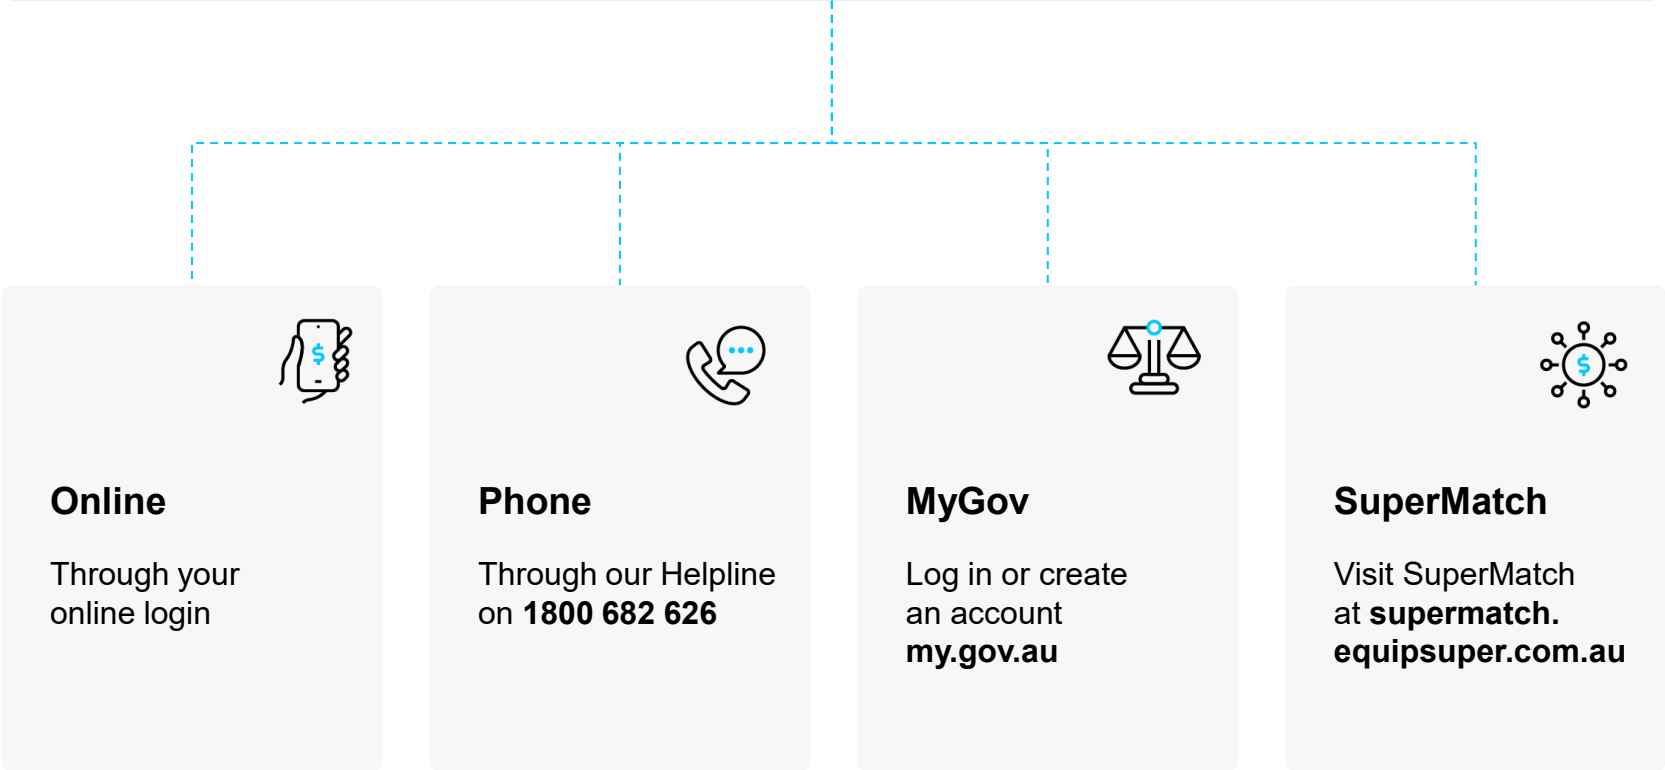 Online
Through your
online login
Phone
Through our Helpline
on 1800 682 626
MyGov
Log in or create
an account
my.gov.au
SuperMatch
Visit SuperMatch
at supermatch.
equipsuper.com.au